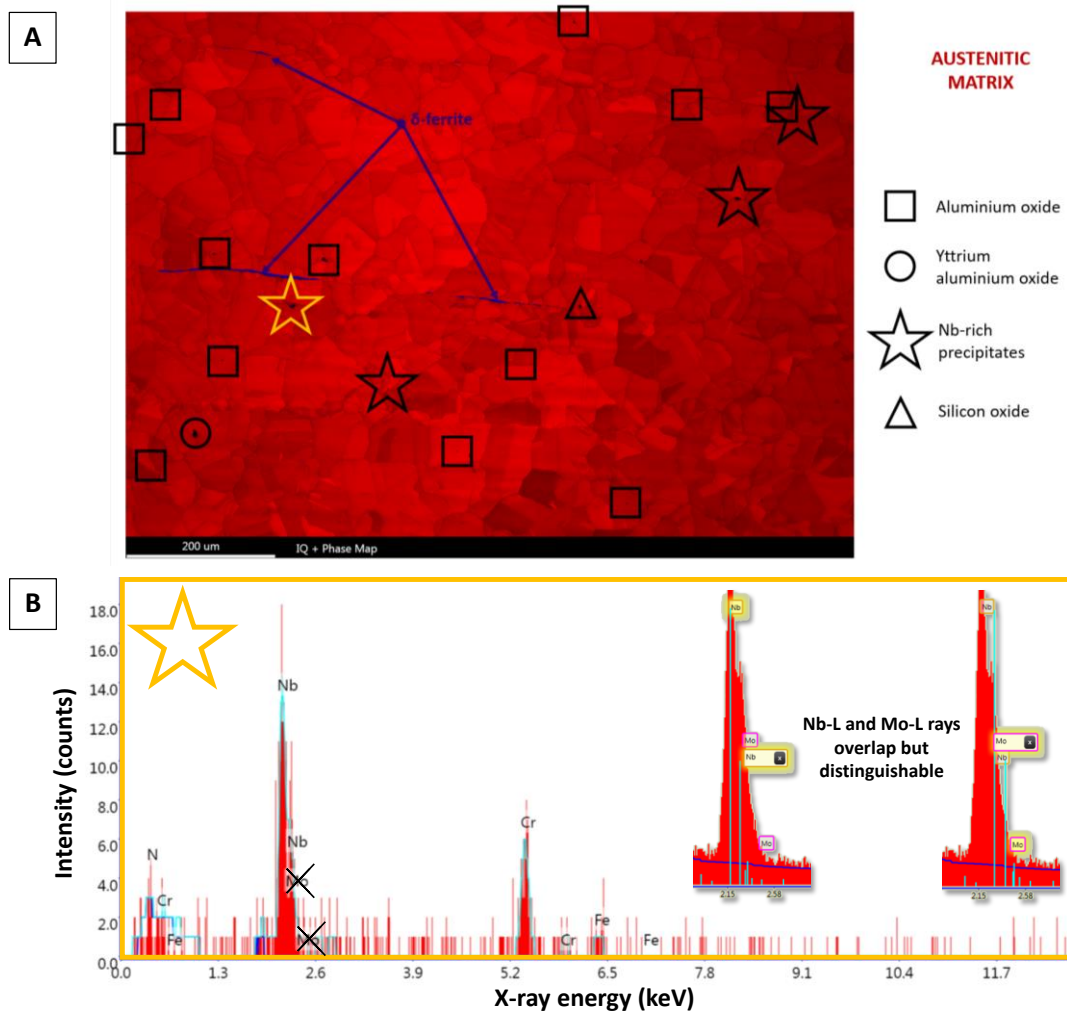 A
δ-ferrite
200 um
IQ + Phase Map
AUSTENITIC
MATRIX
Aluminium oxide
Yttrium
aluminium oxide
Nb-rich
precipitates
Silicon oxide
B
Intensity (counts)
18.0
16.0
14.0
12.0
10.0
8.0
6.0
4.0
2.0
0.0
N
Cr
Fe
Nb
Nb
Mo
Mo
Cr
Cr
Fe
Fe
0.0 1.3 2.6 3.9 5.2 6.5 7.8 9.1 10.4 11.7
X-ray energy (keV)
Nb
Mo
Nb x
Mo
2.15 2.58
Nb-L and Mo-L rays
overlap but
distinguishable
Nb
Mo x
Nb
Mo
2.15 2.58